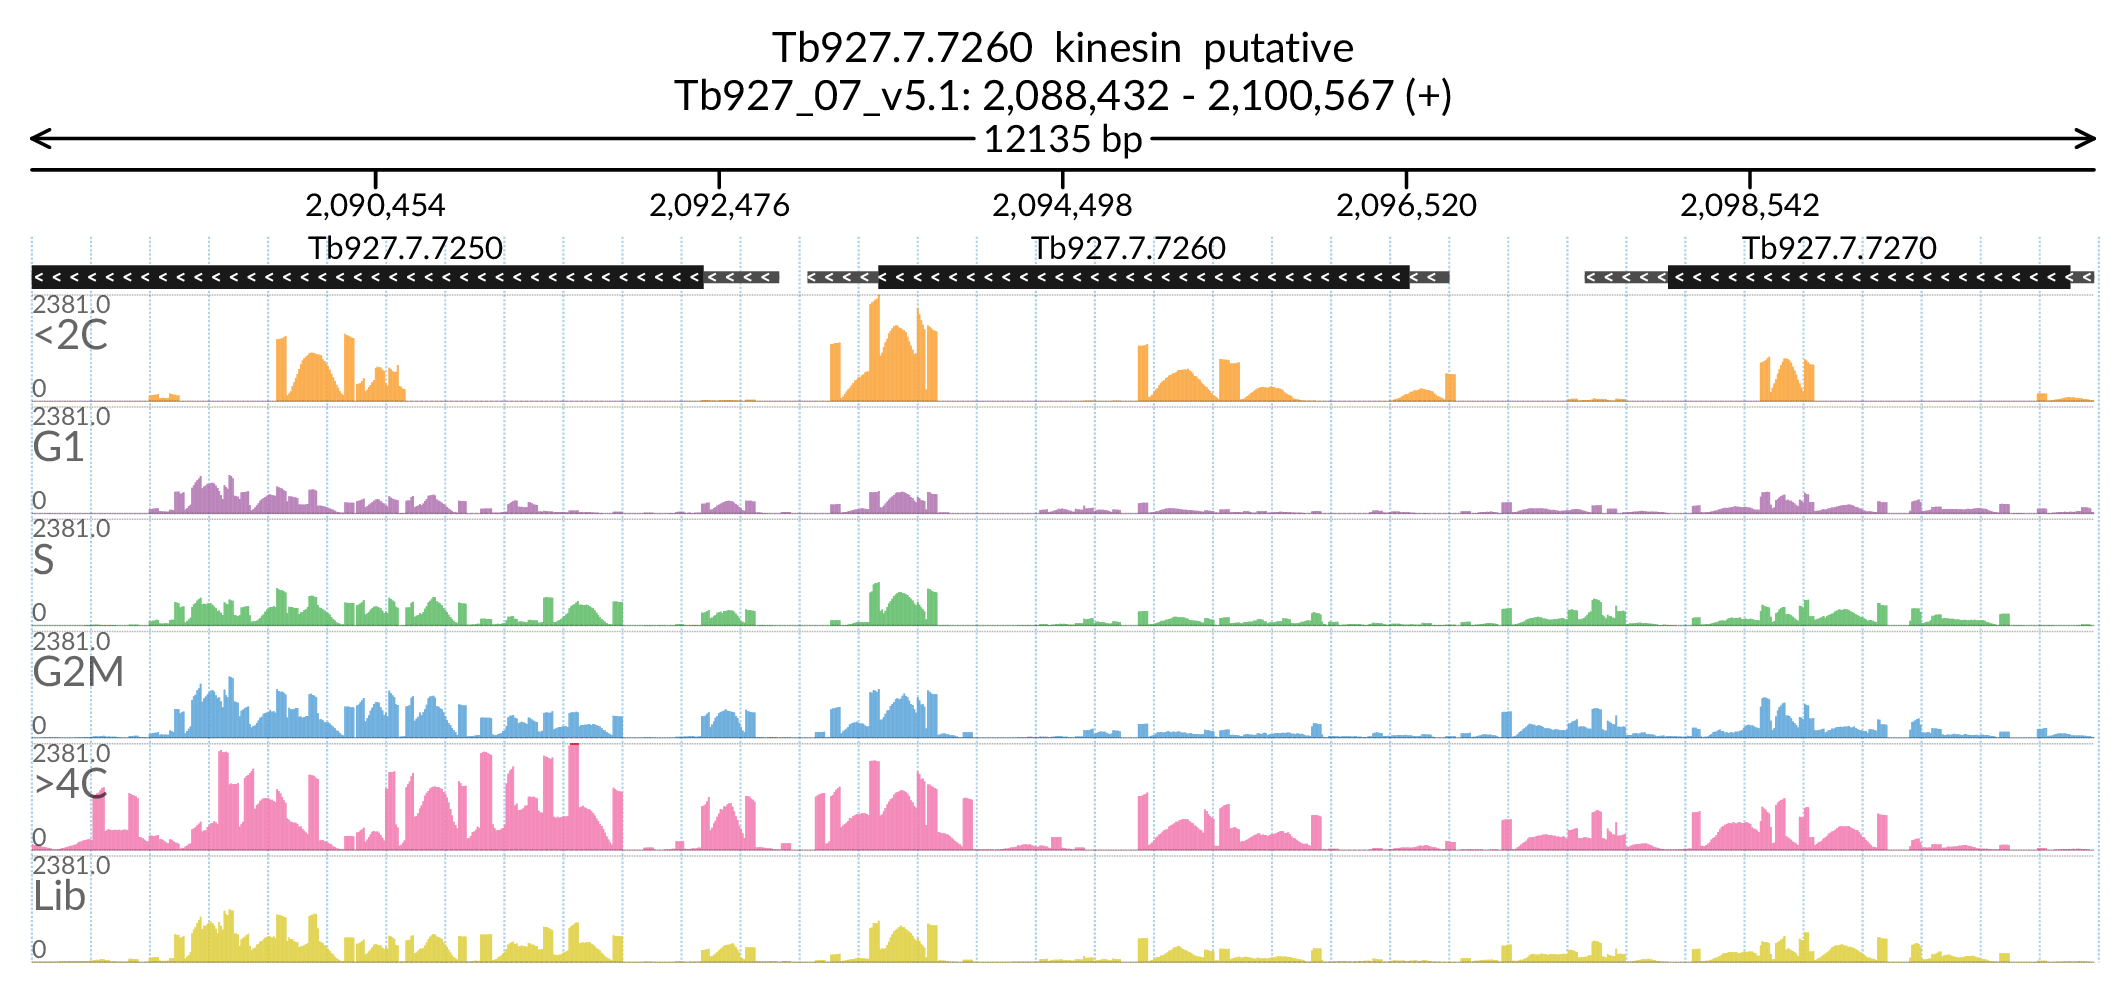 Tb927.7.7260 kinesin putative
Tb927_07_v5.1: 2,088,432 - 2,100,567 (+)
12135 bp
2,090,454 2,092,476 2,094,498 2,096,520 2,098,542
Tb927.7.7250 Tb927.7.7260 Tb927.7.7270
2381.0
<2C
0
2381.0
G1
0
2381.0
S
0
2381.0
G2M
0
2381.0
>4C
0
2381.0
Lib
0